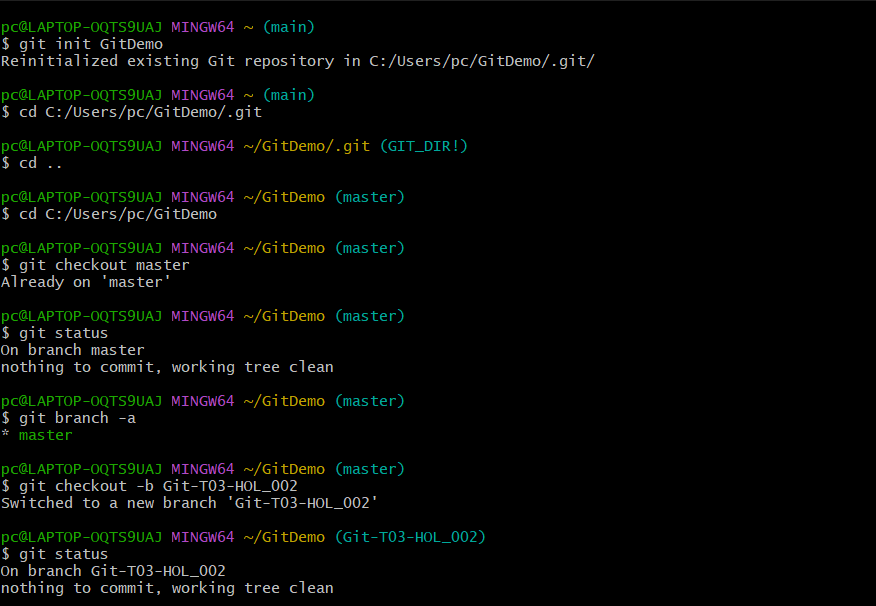 pc@LAPTOP-OQTS9UAJ MINGW64 ~ (main)
$ git init GitDemo
Reinitialized existing Git repository in C:/Users/pc/GitDemo/.git/
pc@LAPTOP-OQTS9UAJ MINGW64 ~ (main)
$ cd C:/Users/pc/GitDemo/.git
pc@LAPTOP-OQTS9UAJ MINGW64 ~/GitDemo/.git (GIT_DIR!)
$ cd ..
pc@LAPTOP-OQTS9UAJ MINGW64 ~/GitDemo (master)
$ cd C:/Users/pc/GitDemo
pc@LAPTOP-OQTS9UAJ MINGW64 ~/GitDemo (master)
$ git checkout master
Already on 'master'
pc@LAPTOP-OQTS9UAJ MINGW64 ~/GitDemo (master)
$ git status
On branch master
nothing to commit, working tree clean
pc@LAPTOP-OQTS9UAJ MINGW64 ~/GitDemo (master)
$ git branch -a
* master
pc@LAPTOP-OQTS9UAJ MINGW64 ~/GitDemo (master)
$ git checkout -b Git-T03-HOL_002
Switched to a new branch 'Git-T03-HOL_002'
pc@LAPTOP-OQTS9UAJ MINGW64 ~/GitDemo (Git-T03-HOL_002)
$ git status
On branch Git-T03-HOL_002
nothing to commit, working tree clean